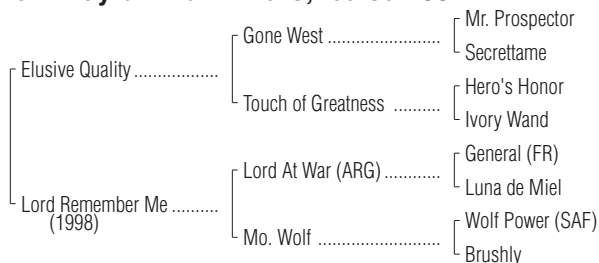 Mr. Prospector
Gone West ........................
Secrettame
Elusive Quality ..................
Hero's Honor
Touch of Greatness ..........
Ivory Wand
General (FR)
Lord At War (ARG) ............
Luna de Miel
Lord Remember Me ..........
(1998)
Wolf Power (SAF)
Mo. Wolf ..........................
Brushly